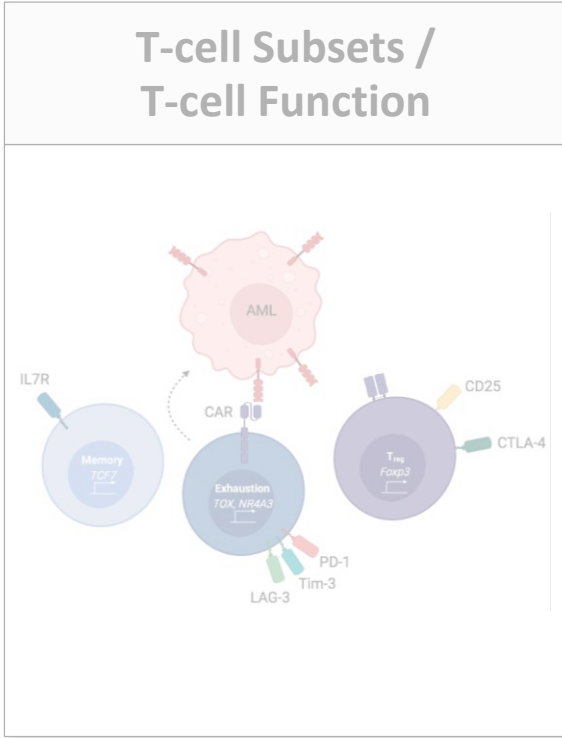 T-cell Subsets /
T-cell Function
AML
IL7R
CAR
CD25
CTLA-4
Memory
TCF7
Exhaustion
TOX, NR4A3
Treg
Foxp3
PD-1
Tim-3
LAG-3